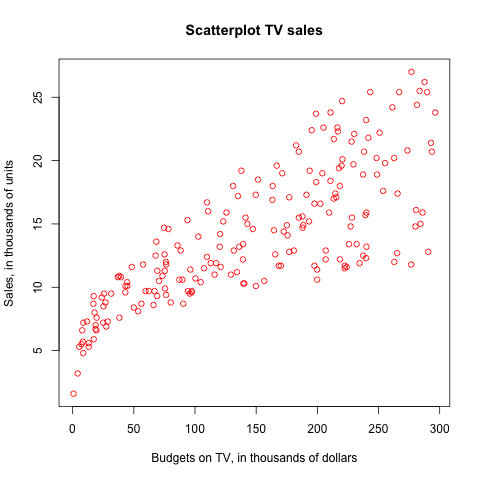 Scatterplot TV sales
Sales, in thousands of units
25
20
15
10
5
0 50 100 150 200 250 300
Budgets on TV, in thousands of dollars